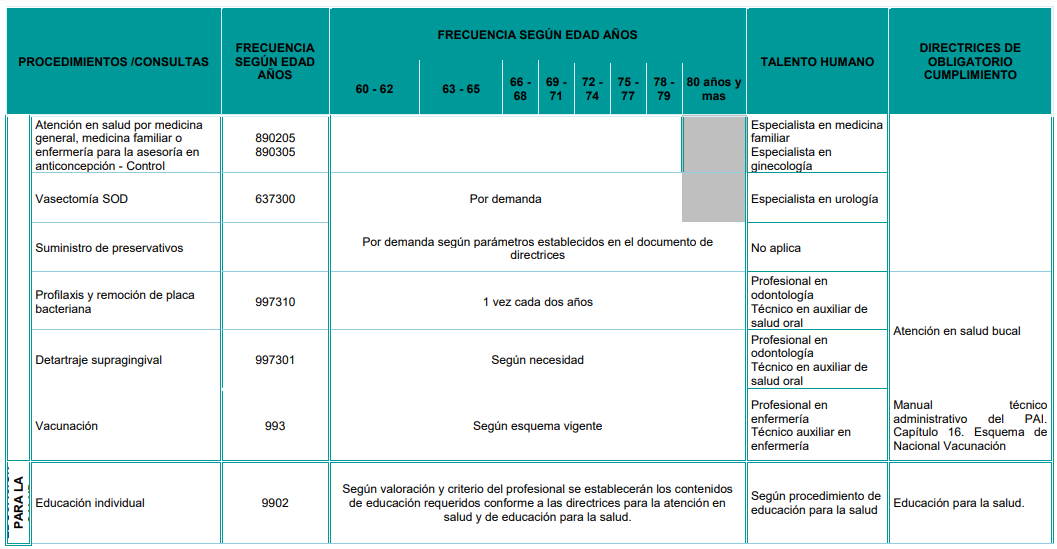 PROCEDIMIENTOS /CONSULTAS
FRECUENCIA
SEGÚN EDAD
AÑOS
FRECUENCIA SEGÚN EDAD AÑOS
60 - 62
63 - 65
66 -
68
69 -
71
72 -
74
75 -
77
78 -
79
80 años y
mas
TALENTO HUMANO
DIRECTRICES DE
OBLIGATORIO
CUMPLIMIENTO
Atención en salud por medicina
general, medicina familiar o
enfermería para la asesoría en
anticoncepción - Control
890205
890305
Especialista en medicina
familiar
Especialista en
ginecología
Vasectomía SOD
637300
Por demanda
Especialista en urología
Suministro de preservativos
Por demanda según parámetros establecidos en el documento de
directrices
No aplica
Profilaxis y remoción de placa
bacteriana
997310
1 vez cada dos años
Profesional en
odontología
Técnico en auxiliar de
salud oral
Atención en salud bucal
Detartraje supragingival
997301
Según necesidad
Profesional en
odontología
Técnico en auxiliar de
salud oral
Vacunación
993
Según esquema vigente
Profesional en
enfermería
Técnico auxiliar en
enfermería
Manual técnico
administrativo del PAI.
Capítulo 16. Esquema de
Nacional Vacunación
PARA LA
Educación individual
9902
Según valoración y criterio del profesional se establecerán los contenidos
de educación requeridos conforme a las directrices para la atención en
salud y de educación para la salud.
Según procedimiento de
educación para la salud
Educación para la salud.